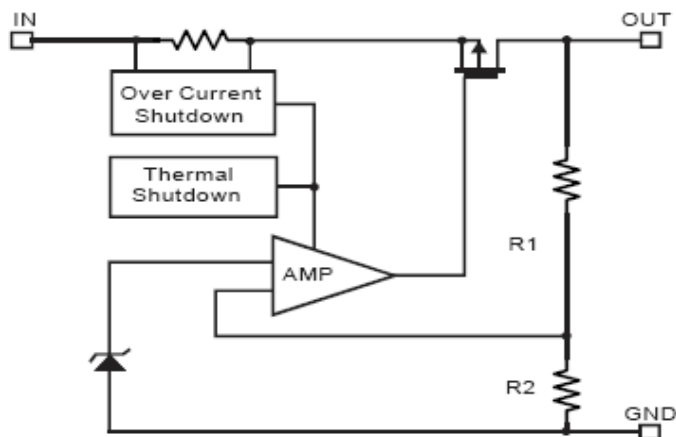 IN
OUT
Over Current
Shutdown
Thermal
Shutdown
AMP
R1
R2
GND